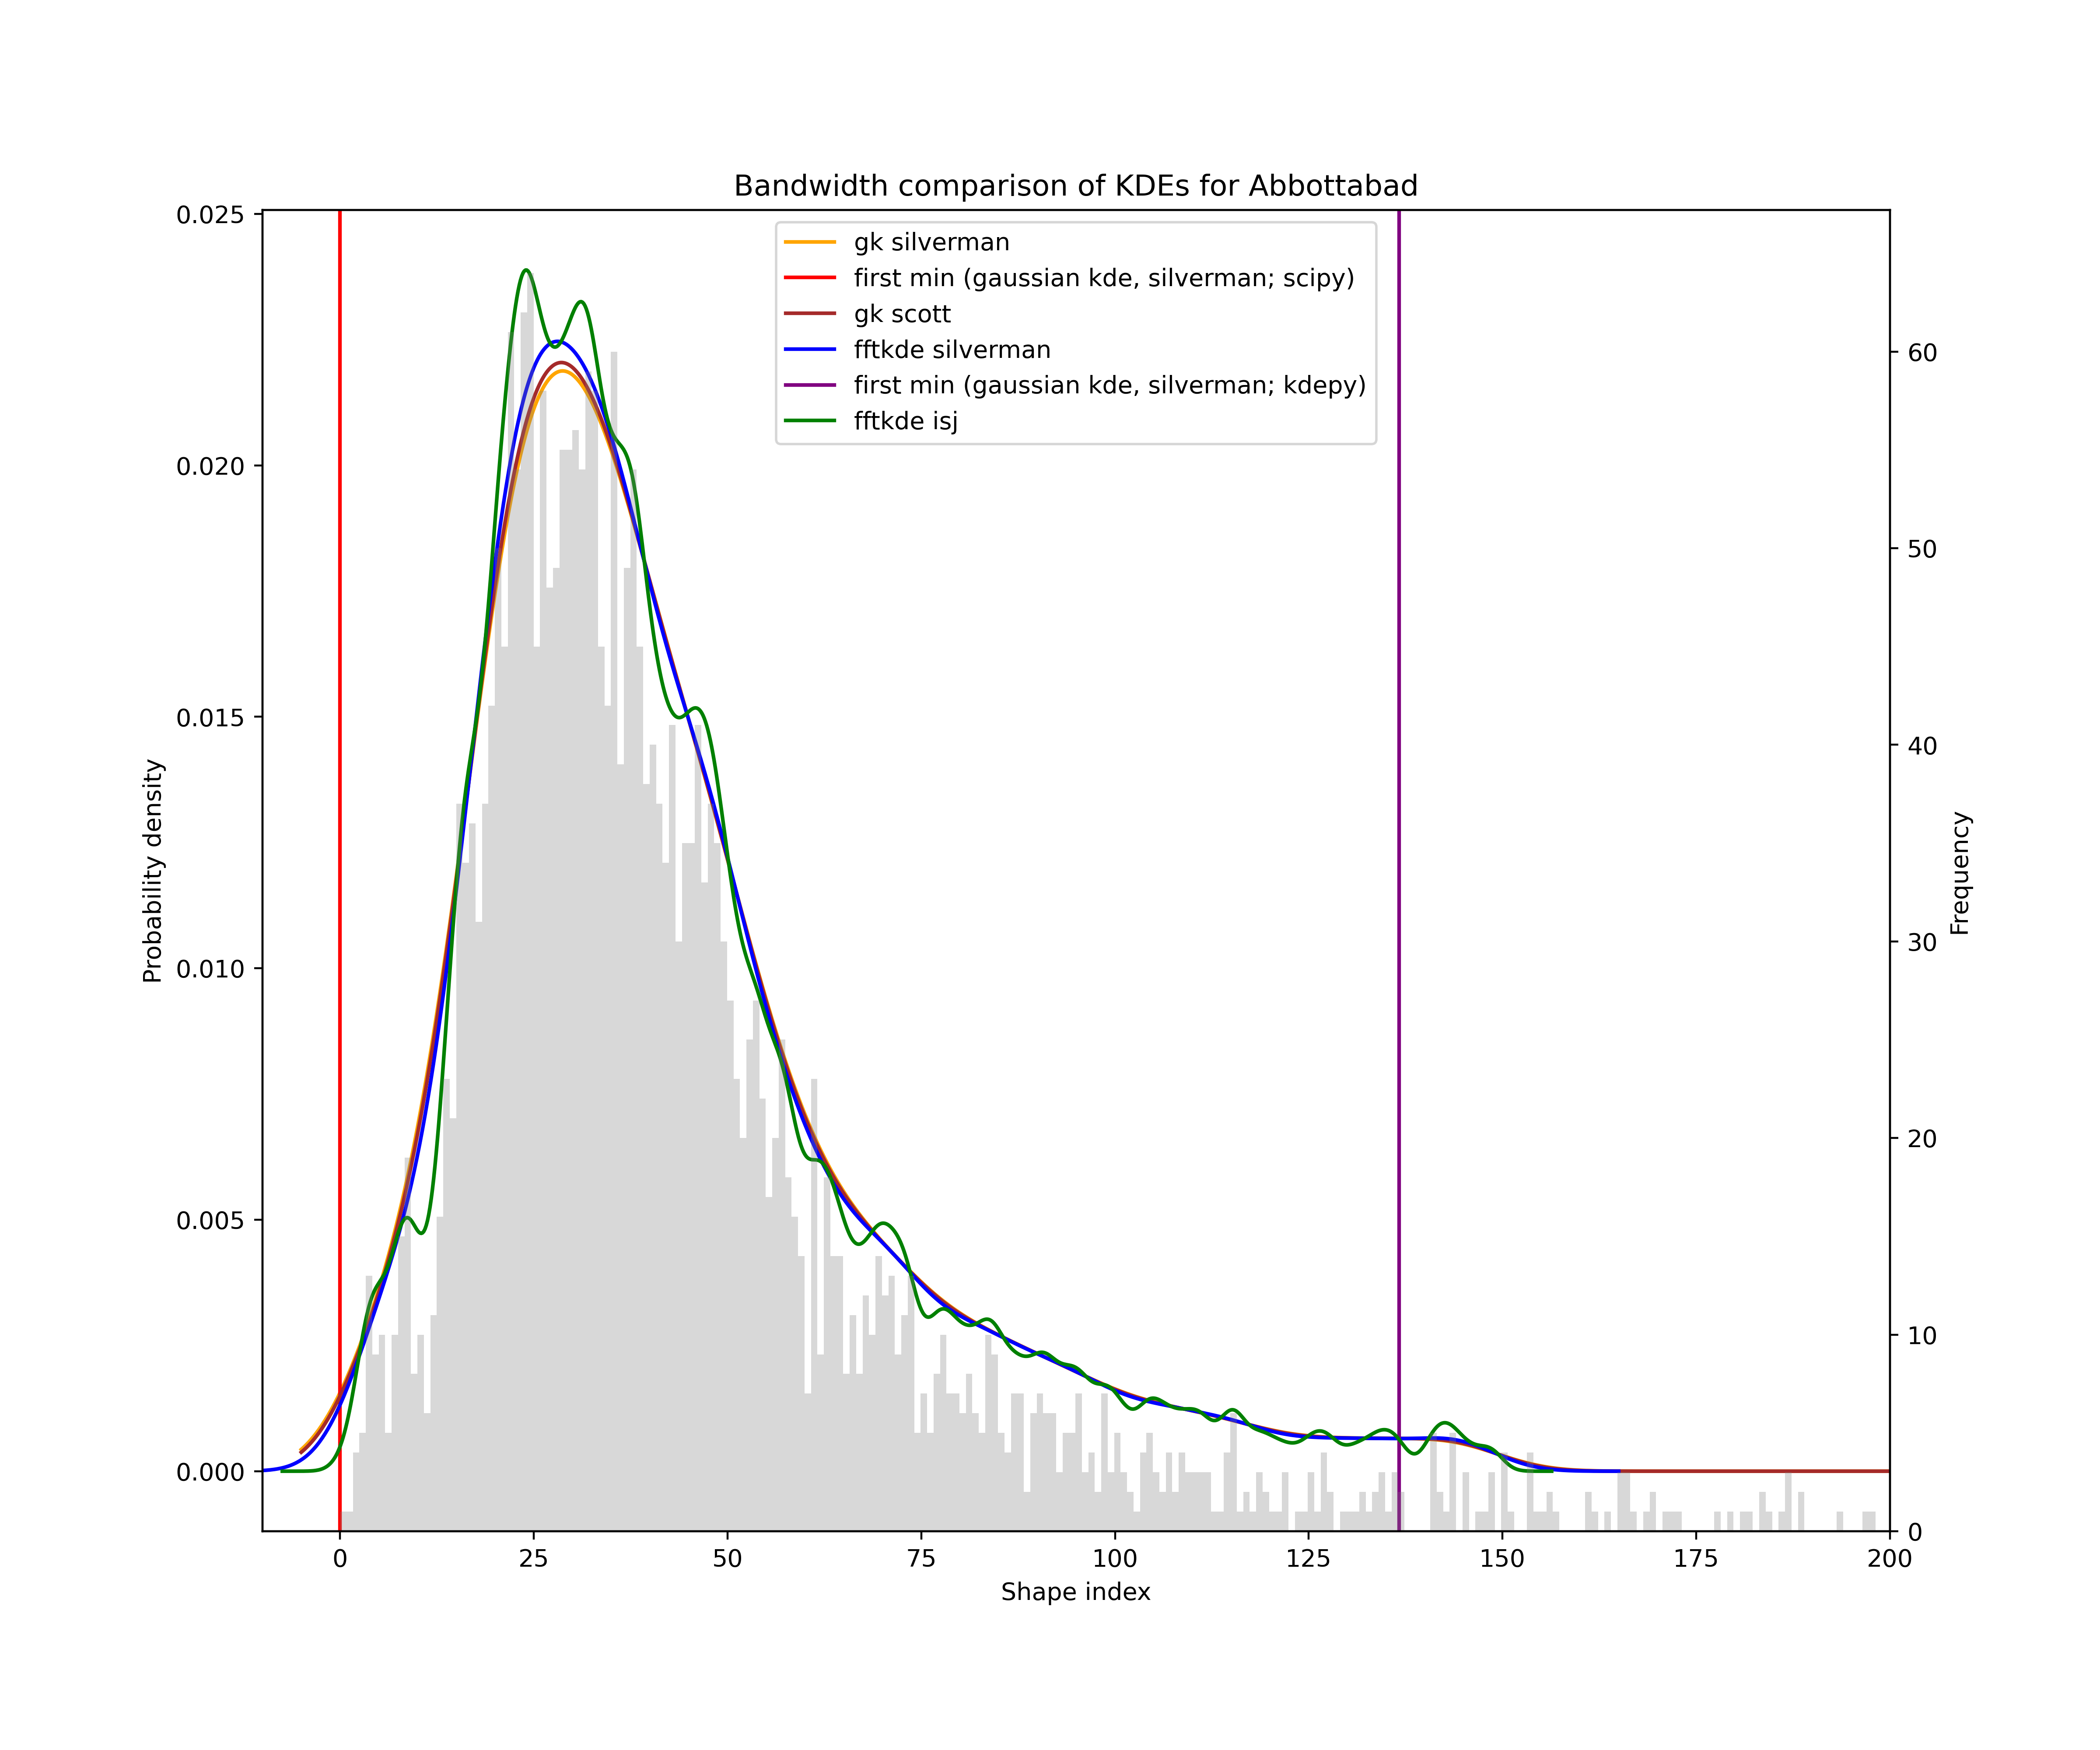 Bandwidth comparison of KDEs for Abbottabad
gk silverman
first min (gaussian kde, silverman; scipy)
gk scott
fftkde silverman
first min (gaussian kde, silverman; kdepy)
fftkde isj
0.025
0.020
0.015
0.010
0.005
0.000
Probability density
60
50
40
30
20
10
0
Frequency
0 25 50 75 100 125 150 175 200
Shape index